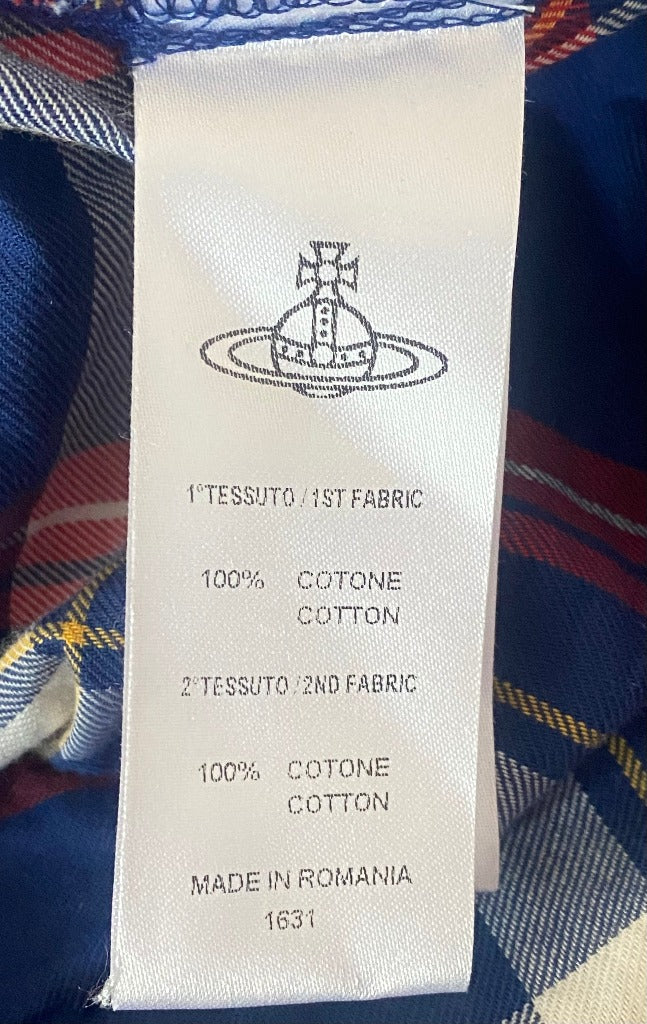 1°TESSUTO/1ST FABRIC
100% COTONE
COTTON
2°TESSUTO/2ND FABRIC
100% COTONE
COTTON
MADE IN ROMANIA
1631